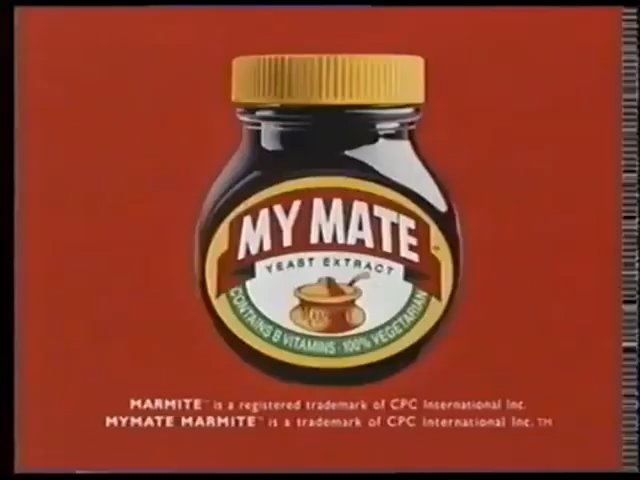 MY MATE
YEAST EXTRACT
CONTAINS B VITAMINS · 100% VEGETARIAN
MARMITE™ is a registered trademark of CPC International Inc.
MYMATE MARMITE™ is a trademark of CPC International Inc.™